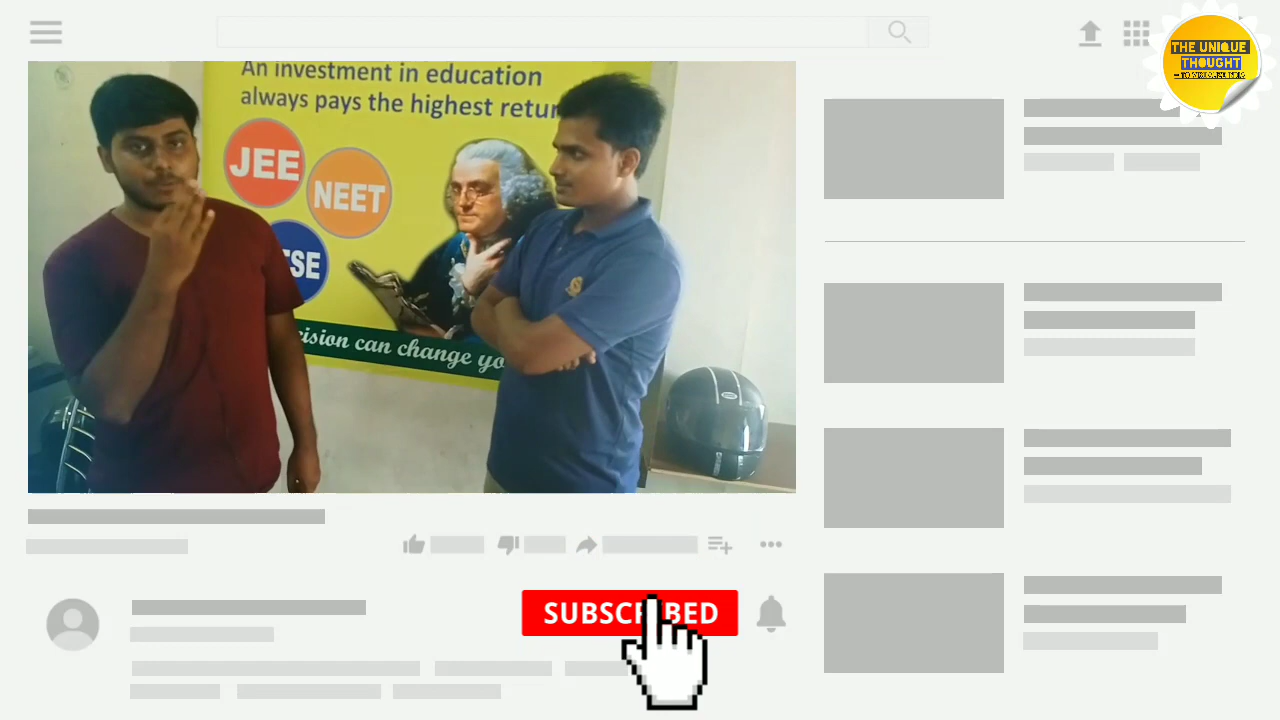 THE UNIQUE
THOUGHT
An investment in education
always pays the highest retur
JEE
NEET
SE
cision can change yo
SUBSCRIBED